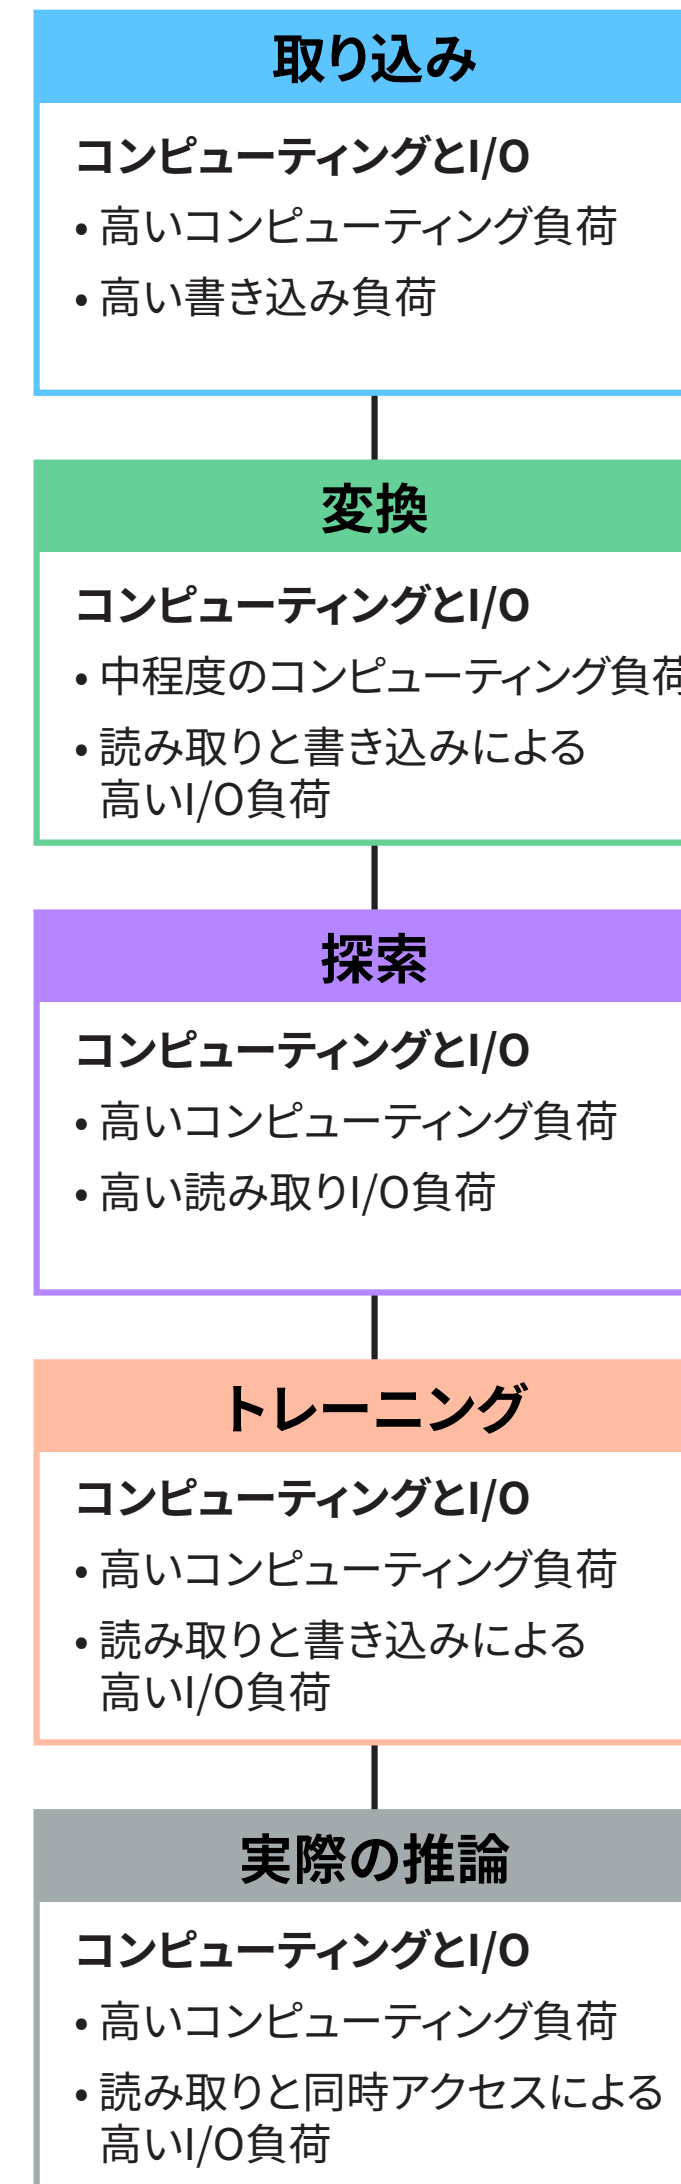 取り込み
コンピューティングとI/O
• 高いコンピューティング負荷
• 高い書き込み負荷
変換
コンピューティングとI/O
• 中程度のコンピューティング負荷
• 読み取りと書き込みによる
高いI/O負荷
探索
コンピューティングとI/O
• 高いコンピューティング負荷
• 高い読み取りI/O負荷
トレーニング
コンピューティングとI/O
• 高いコンピューティング負荷
• 読み取りと書き込みによる
高いI/O負荷
実際の推論
コンピューティングとI/O
• 高いコンピューティング負荷
• 読み取りと同時アクセスによる
高いI/O負荷